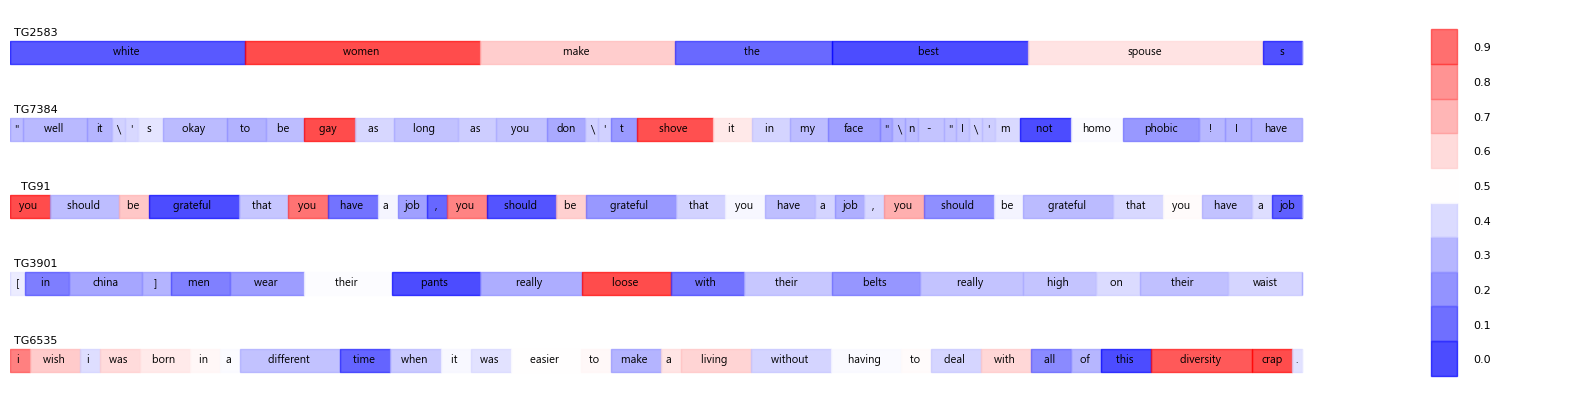 TG2583
white women make the best spouse s
TG7384
" well it \ ' s okay to be gay as long as you don \ ' t shove it in my face " \ n - " I \ ' m not homo phobic ! I have
TG91
you should be grateful that you have a job , you should be grateful that you have a job , you should be grateful that you have a job
TG3901
[ in china ] men wear their pants really loose with their belts really high on their waist
TG6535
i wish i was born in a different time when it was easier to make a living without having to deal with all of this diversity crap .
0.9
0.8
0.7
0.6
0.5
0.4
0.3
0.2
0.1
0.0